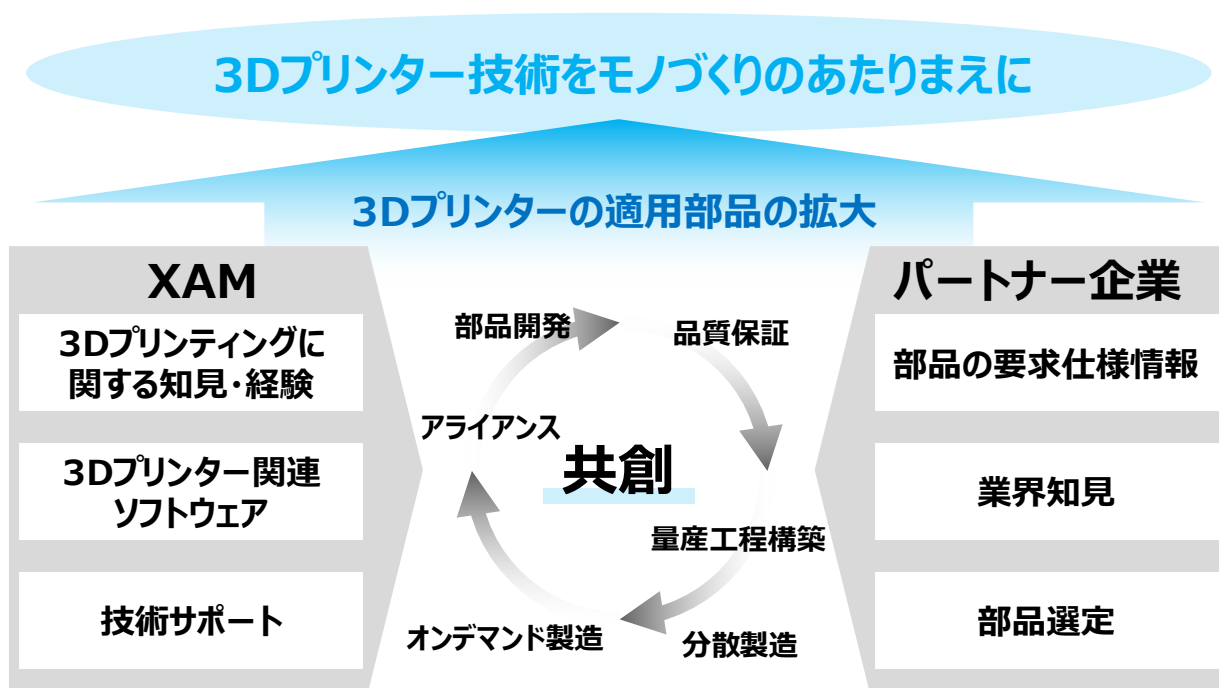 3Dプリンター技術をモノづくりのあたりまえに
3Dプリンターの適用部品の拡大
XAM
3Dプリンティングに
関する知見・経験
3Dプリンター関連
ソフトウェア
技術サポート
部品開発
品質保証
アライアンス
共創
量産工程構築
オンデマンド製造
分散製造
パートナー企業
部品の要求仕様情報
業界知見
部品選定